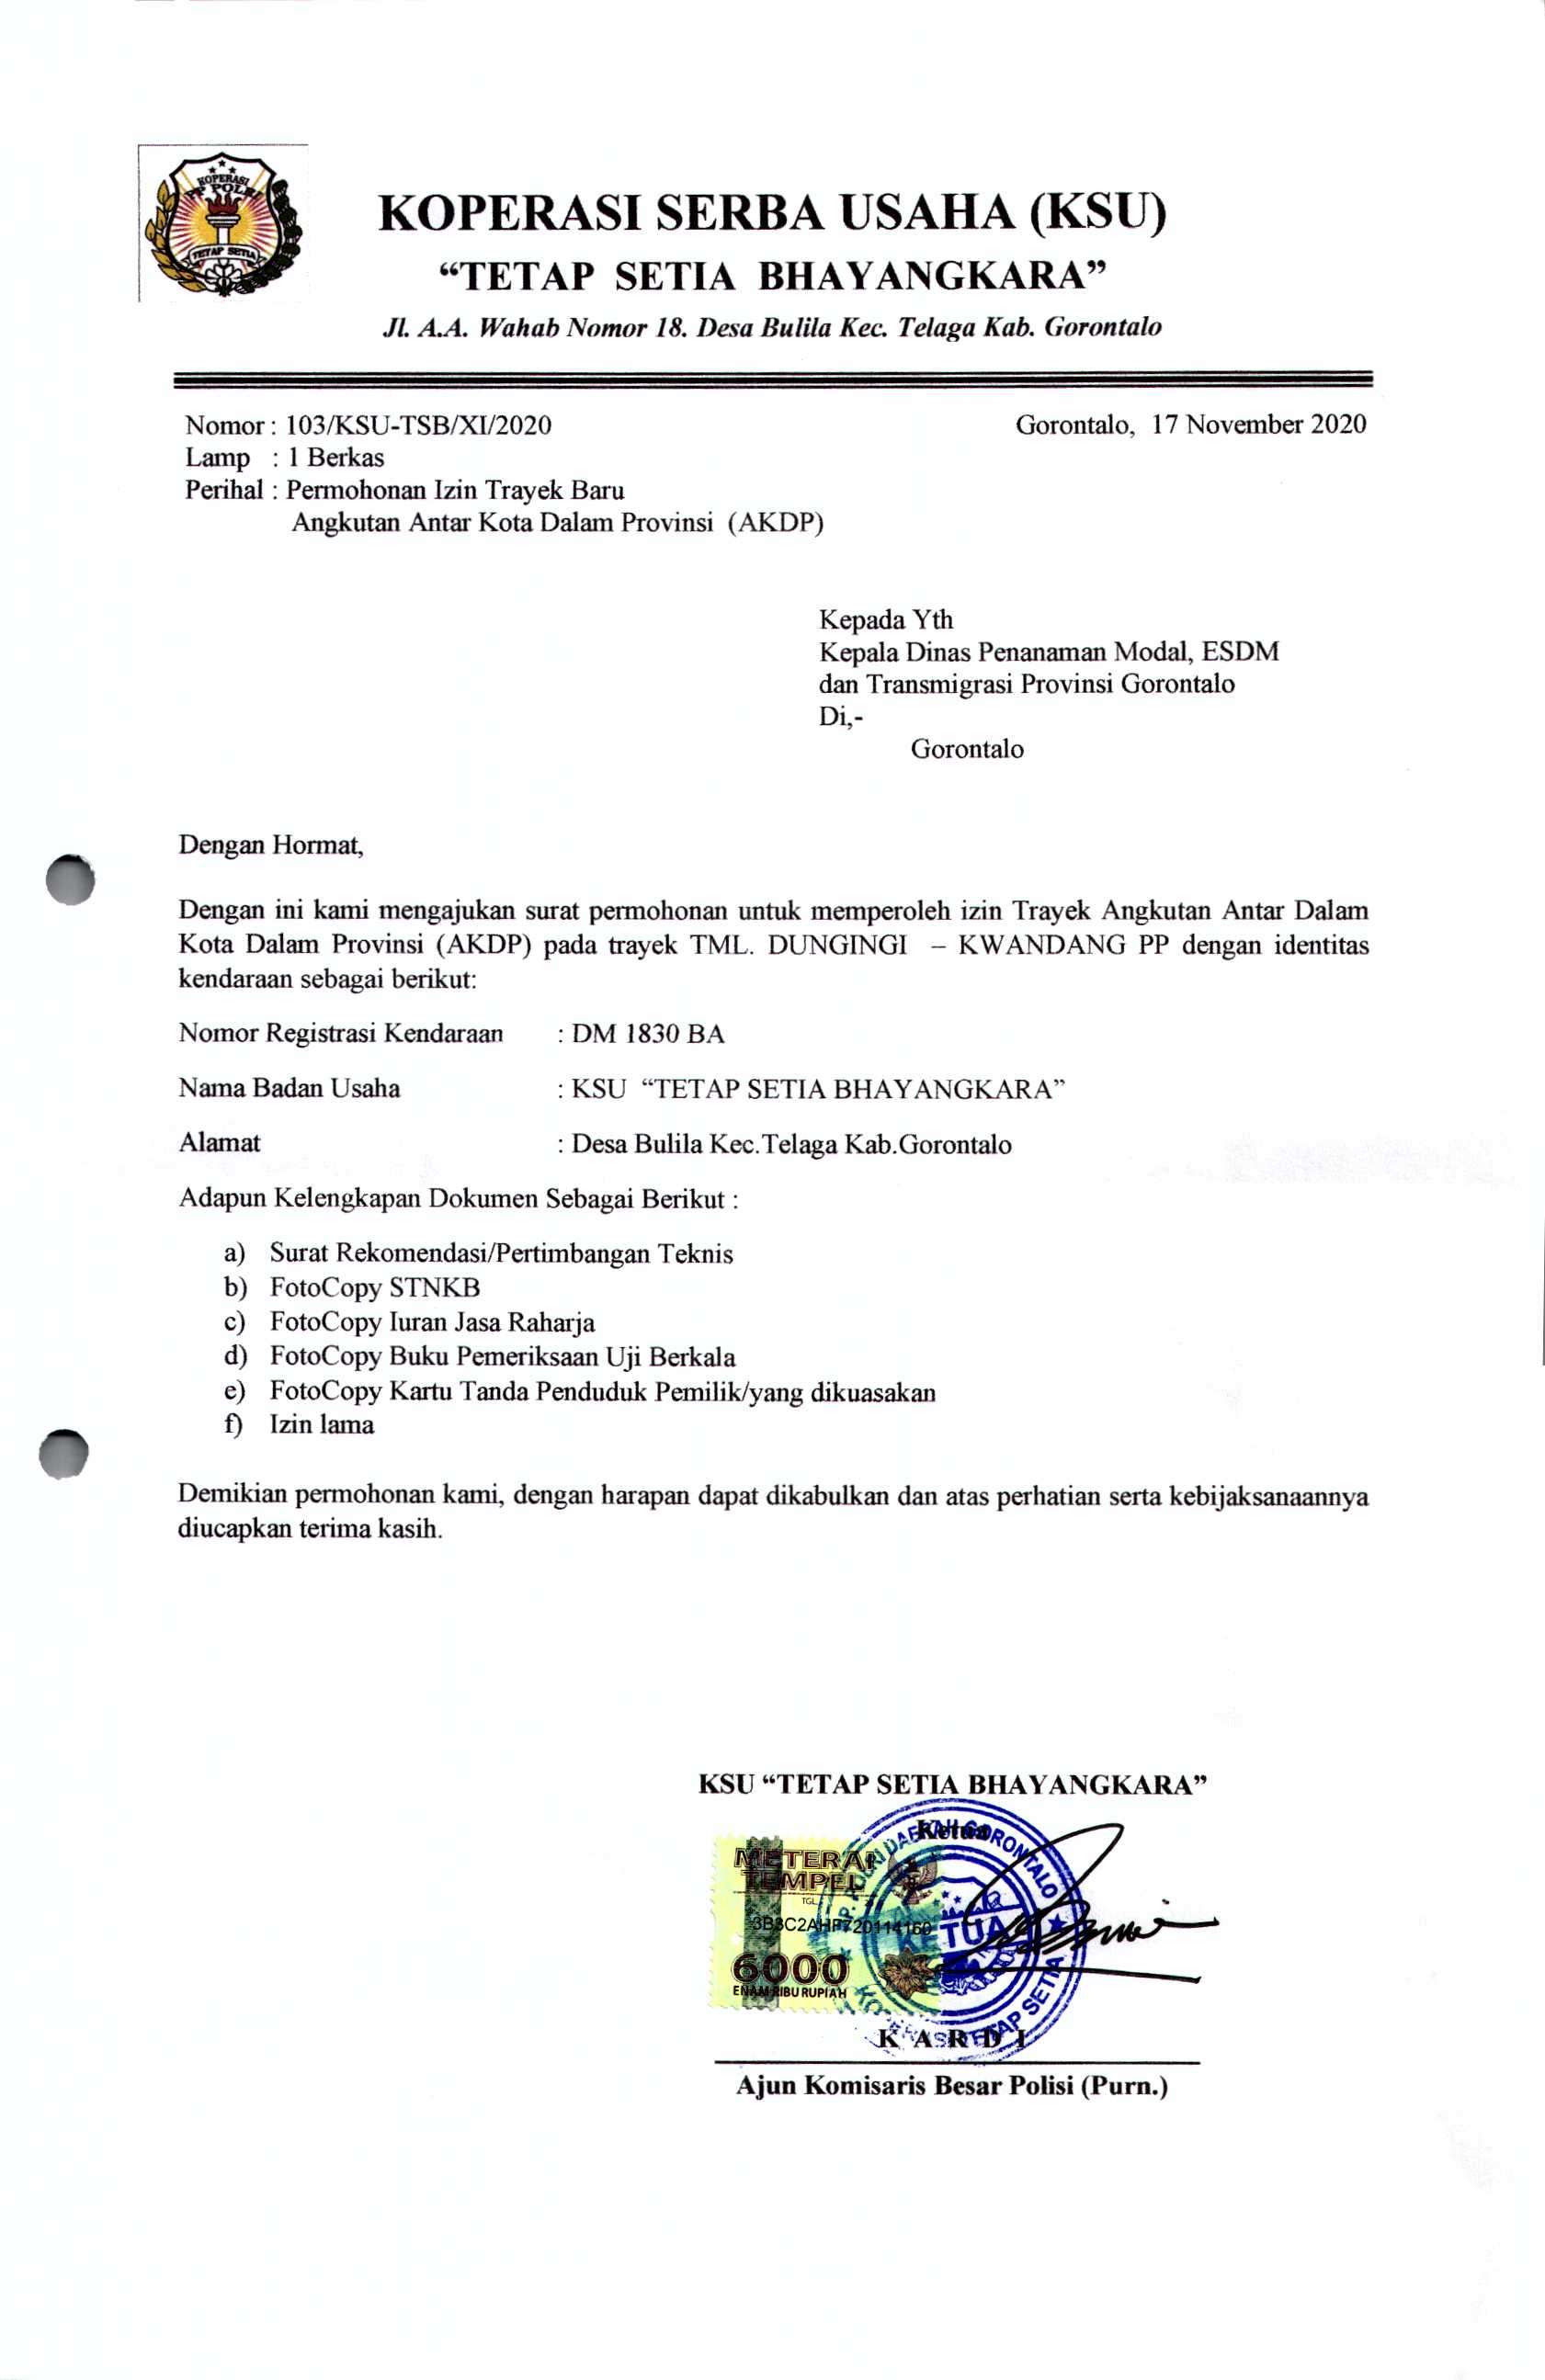 KOPERASI
PP POLRI
TETAP SETIA
KOPERASI SERBA USAHA (KSU)
“TETAP SETIA BHAYANGKARA”
Jl. A.A. Wahab Nomor 18. Desa Bulila Kec. Telaga Kab. Gorontalo
Nomor : 103/KSU-TSB/XI/2020 Gorontalo, 17 November 2020
Lamp : 1 Berkas
Perihal : Permohonan Izin Trayek Baru
Angkutan Antar Kota Dalam Provinsi (AKDP)
Kepada Yth
Kepala Dinas Penanaman Modal, ESDM
dan Transmigrasi Provinsi Gorontalo
Di,-
Gorontalo
Dengan Hormat,
Dengan ini kami mengajukan surat permohonan untuk memperoleh izin Trayek Angkutan Antar Dalam
Kota Dalam Provinsi (AKDP) pada trayek TML. DUNGINGI – KWANDANG PP dengan identitas
kendaraan sebagai berikut:
Nomor Registrasi Kendaraan : DM 1830 BA
Nama Badan Usaha : KSU “TETAP SETIA BHAYANGKARA”
Alamat : Desa Bulila Kec.Telaga Kab.Gorontalo
Adapun Kelengkapan Dokumen Sebagai Berikut :
a) Surat Rekomendasi/Pertimbangan Teknis
b) FotoCopy STNKB
c) FotoCopy Iuran Jasa Raharja
d) FotoCopy Buku Pemeriksaan Uji Berkala
e) FotoCopy Kartu Tanda Penduduk Pemilik/yang dikuasakan
f) Izin lama
Demikian permohonan kami, dengan harapan dapat dikabulkan dan atas perhatian serta kebijaksanaannya
diucapkan terima kasih.
KSU “TETAP SETIA BHAYANGKARA”
Ketua
DAERAH GORONTALO
METERAI
TEMPEL
TGL.
3B3C2AHF720114160
KETUA
6000
ENAM RIBU RUPIAH
TETAP SETIA
K A R D I
Ajun Komisaris Besar Polisi (Purn.)